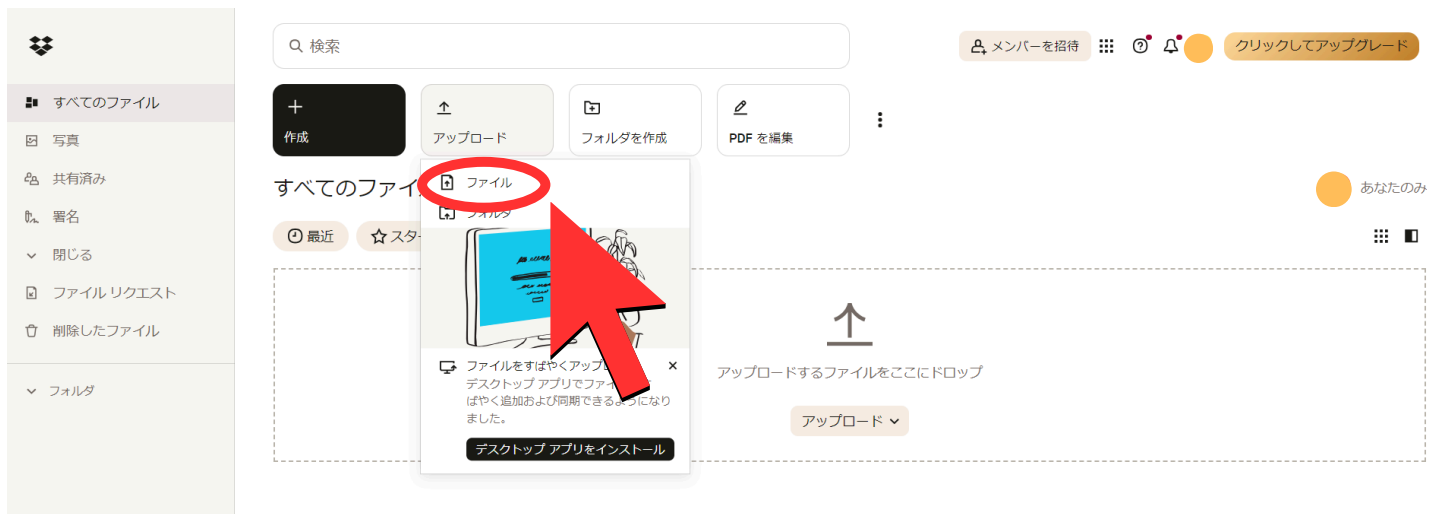 検索
メンバーを招待
クリックしてアップグレード
すべてのファイル
写真
共有済み
署名
閉じる
ファイル リクエスト
削除したファイル
フォルダ
作成
アップロード
フォルダを作成
PDF を編集
すべてのファイ
あなたのみ
最近
スター
ファイル
フォルダ
ファイルをすばやくアップ
デスクトップ アプリでファイ
ばやく追加および同期できるようになり
ました。
デスクトップ アプリをインストール
アップロードするファイルをここにドロップ
アップロード